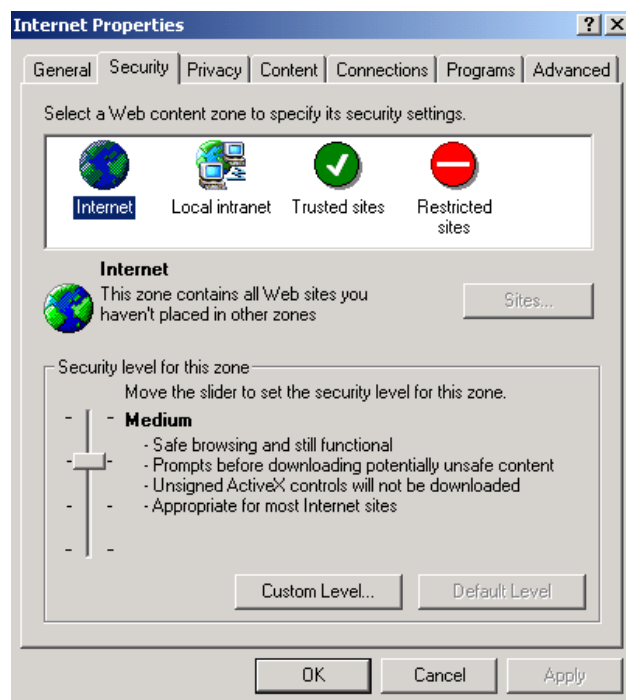 Internet Properties
General Security Privacy Content Connections Programs Advanced
Select a Web content zone to specify its security settings.
Internet Local intranet Trusted sites Restricted
sites
Internet
This zone contains all Web sites you
haven't placed in other zones
Sites...
Security level for this zone
Move the slider to set the security level for this zone.
Medium
- Safe browsing and still functional
- Prompts before downloading potentially unsafe content
- Unsigned ActiveX controls will not be downloaded
- Appropriate for most Internet sites
Custom Level... Default Level
OK Cancel Apply